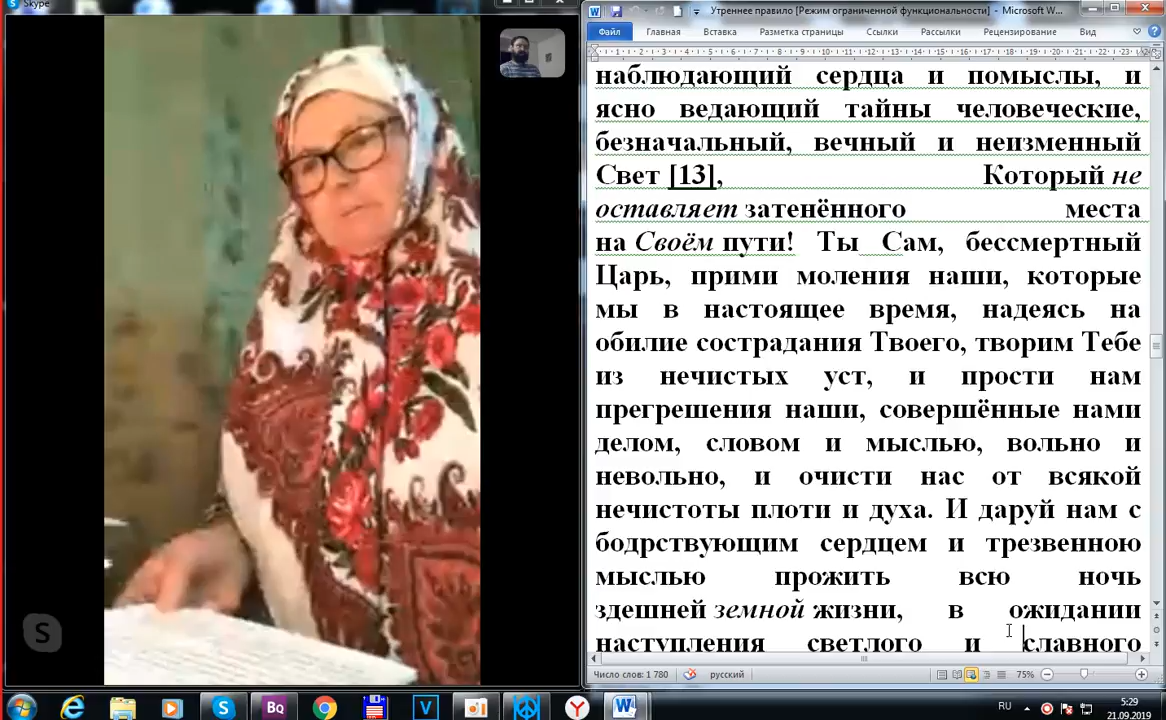 Skype
Утреннее правило [Режим ограниченной функциональности] - Microsoft W...
Файл Главная Вставка Разметка страницы Ссылки Рассылки Рецензирование Вид
наблюдающий сердца и помыслы, и
ясно ведающий тайны человеческие,
безначальный, вечный и неизменный
Свет [13], Который не
оставляет затенённого места
на Своём пути! Ты Сам, бессмертный
Царь, прими моления наши, которые
мы в настоящее время, надеясь на
обилие сострадания Твоего, творим Тебе
из нечистых уст, и прости нам
прегрешения наши, совершённые нами
делом, словом и мыслью, вольно и
невольно, и очисти нас от всякой
нечистоты плоти и духа. И даруй нам с
бодрствующим сердцем и трезвенною
мыслью прожить всю ночь
здешней земной жизни, в ожидании
наступления светлого и славного
Число слов: 1 780 русский 75%
RU 5:29
21.09.2019